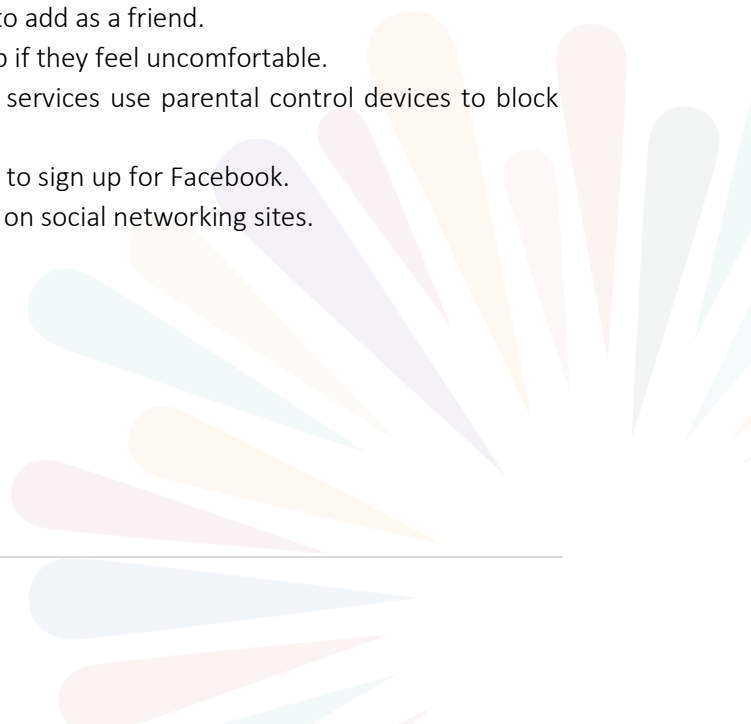 to add as a friend.
if they feel uncomfortable.
services use parental control devices to block
to sign up for Facebook.
on social networking sites.